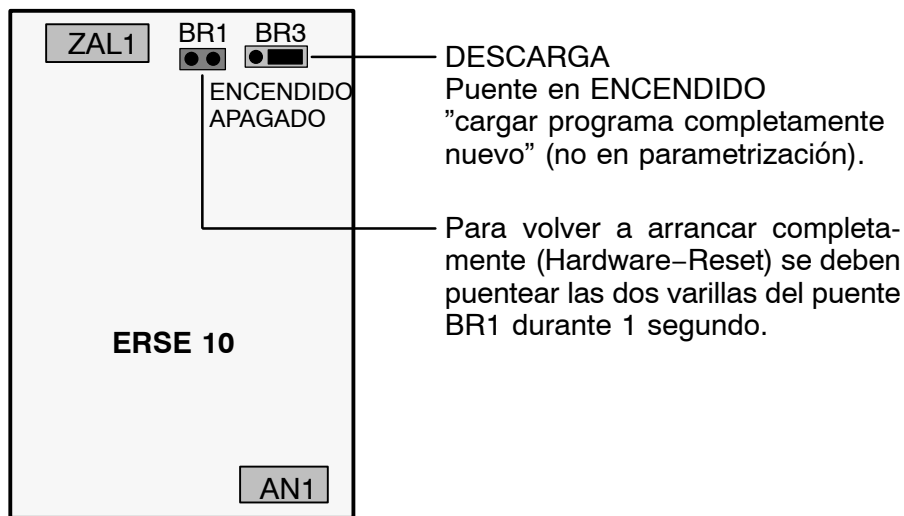 ZAL1
BR1
BR3
ENCENDIDO
APAGADO
DESCARGA
Puente en ENCENDIDO
”cargar programa completamente
nuevo” (no en parametrización).
Para volver a arrancar completa-
mente (Hardware–Reset) se deben
puentear las dos varillas del puente
BR1 durante 1 segundo.
ERSE 10
AN1